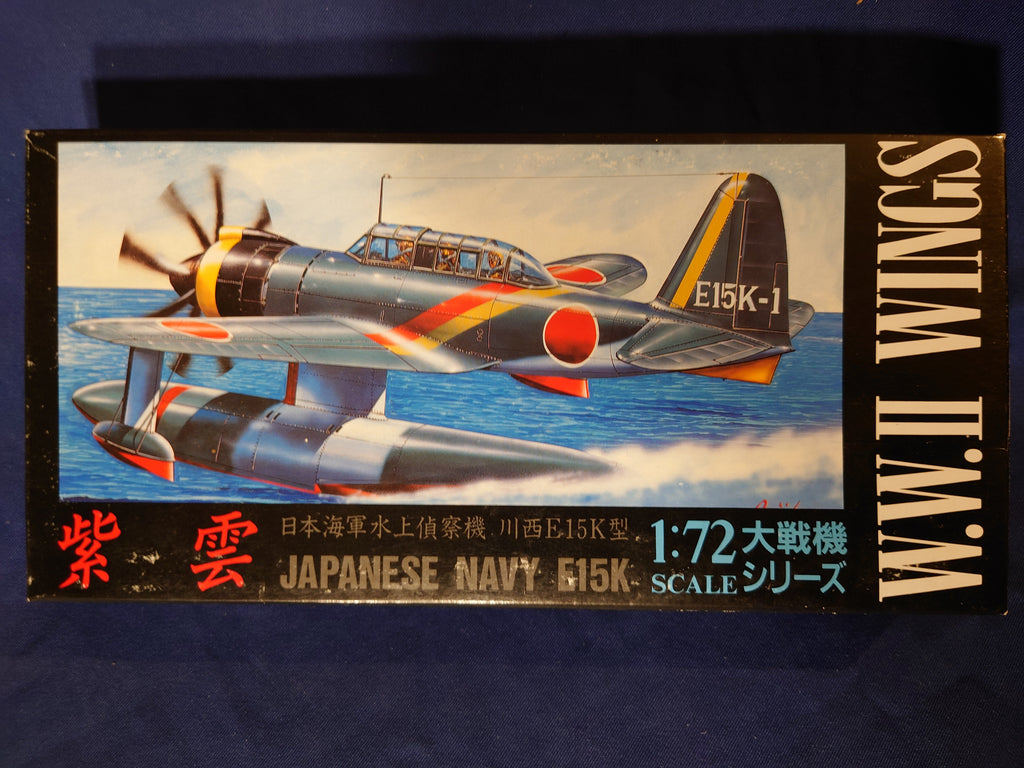 E15K-1
紫雲
日本海軍水上偵察機 川西E15K型
JAPANESE NAVY E15K
1:72 SCALE
大戦機
シリーズ
W.W.II WINGS